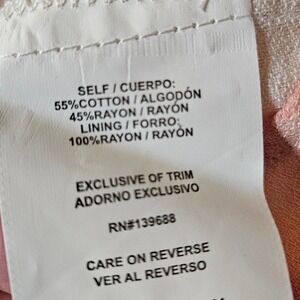 SELF / CUERPO:
55%COTTON / ALGODÓN
45%RAYON / RAYÓN
LINING / FORRO:
100%RAYON / RAYÓN
EXCLUSIVE OF TRIM
ADORNO EXCLUSIVO
RN#139688
CARE ON REVERSE
VER AL REVERSO